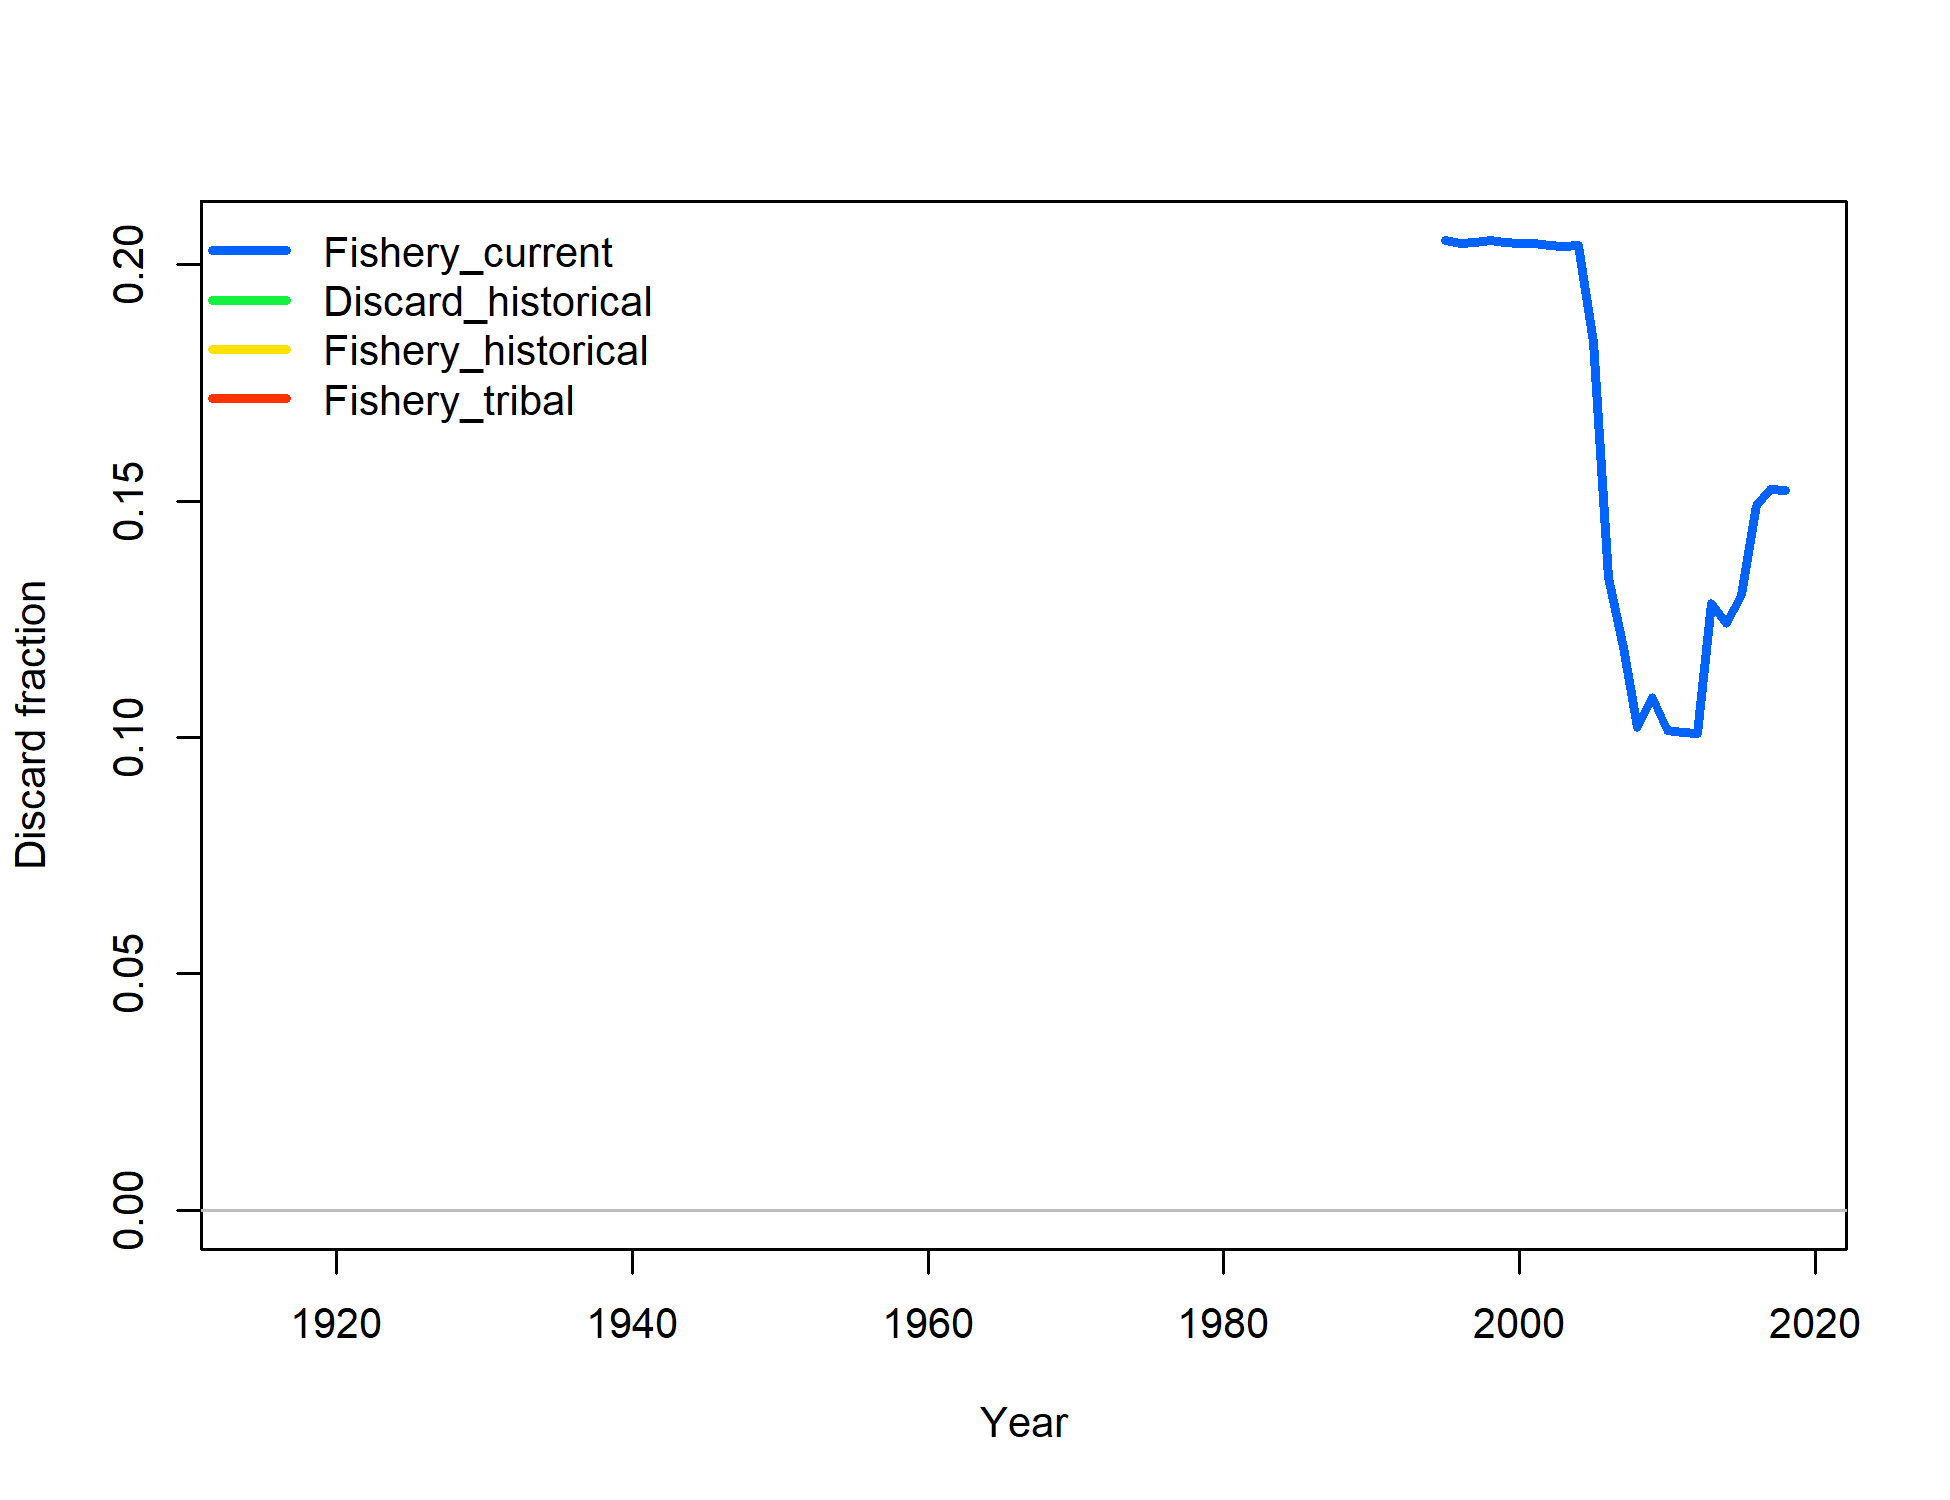 Fishery_current
Discard_historical
Fishery_historical
Fishery_tribal
0.20
0.15
0.10
0.05
0.00
Discard fraction
1920 1940 1960 1980 2000 2020
Year